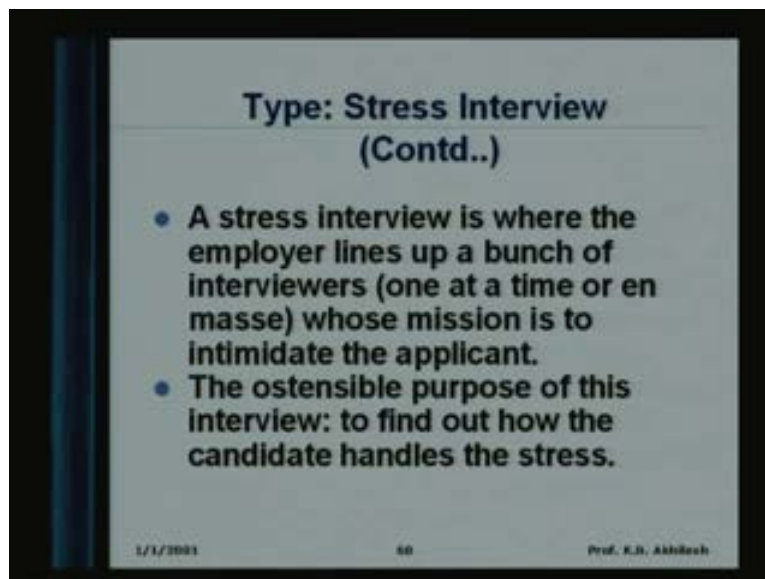 Type: Stress Interview
(Contd..)
● A stress interview is where the
employer lines up a bunch of
interviewers (one at a time or en
masse) whose mission is to
intimidate the applicant.
● The ostensible purpose of this
interview: to find out how the
candidate handles the stress.
1/1/2001 60 Prof. K.B. Akhilesh